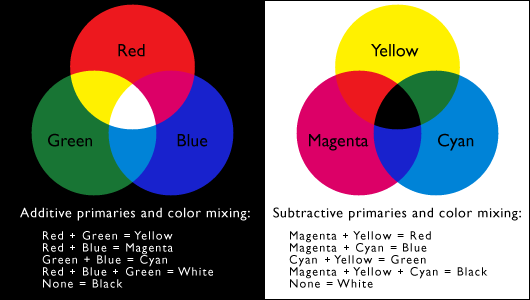 Red
Green
Blue
Additive primaries and color mixing:
Red + Green = Yellow
Red + Blue = Magenta
Green + Blue = Cyan
Red + Blue + Green = White
None = Black
Yellow
Magenta
Cyan
Subtractive primaries and color mixing:
Magenta + Yellow = Red
Magenta + Cyan = Blue
Cyan + Yellow = Green
Magenta + Yellow + Cyan = Black
None = White